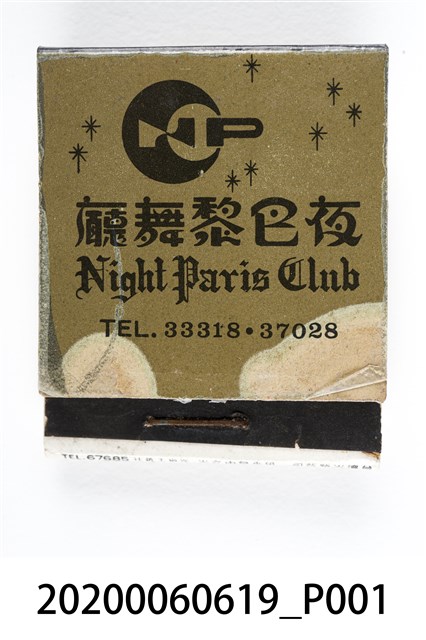 NP
廳舞黎巴夜
Night Paris Club
TEL. 33318 • 37028
TEL.67685
20200060619_P001